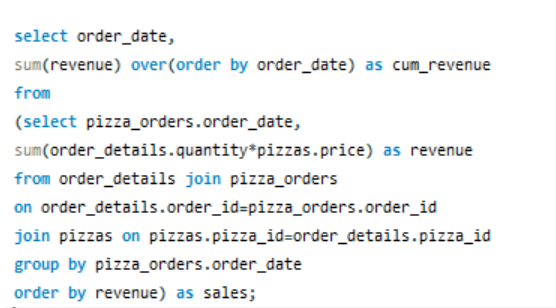 select order_date,
sum(revenue) over(order by order_date) as cum_revenue
from
(select pizza_orders.order_date,
sum(order_details.quantity*pizzas.price) as revenue
from order_details join pizza_orders
on order_details.order_id=pizza_orders.order_id
join pizzas on pizzas.pizza_id=order_details.pizza_id
group by pizza_orders.order_date
order by revenue) as sales;